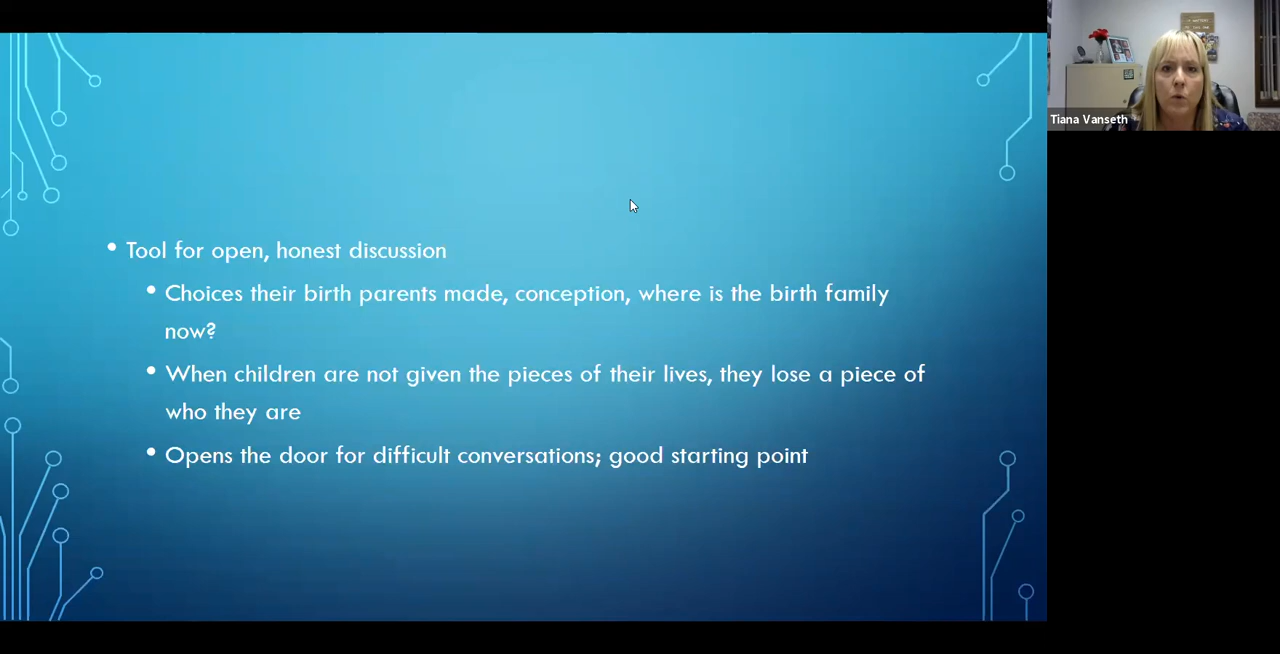 Tiana Vanseth
• Tool for open, honest discussion
• Choices their birth parents made, conception, where is the birth family
now?
• When children are not given the pieces of their lives, they lose a piece of
who they are
• Opens the door for difficult conversations; good starting point